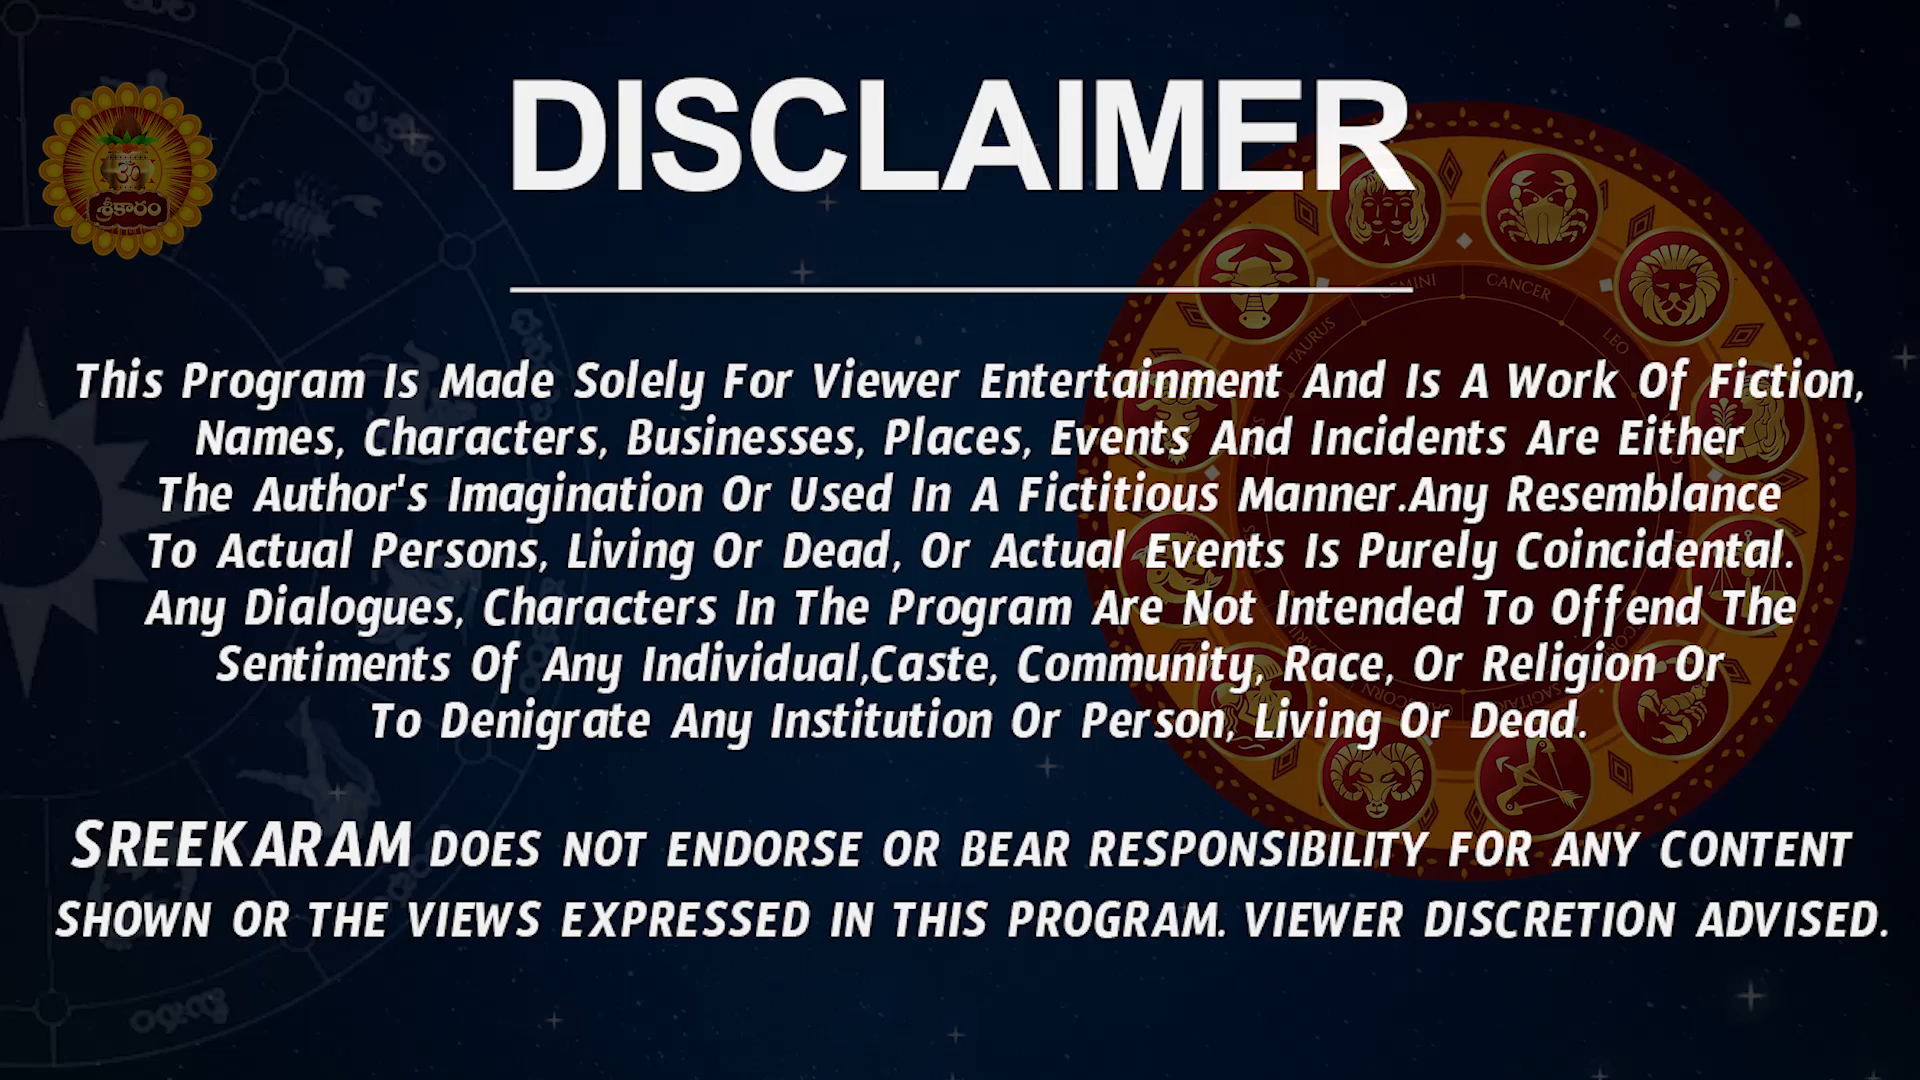 DISCLAIMER
ఓం
శ్రీకారం
GEMINI
CANCER
TAURUS
LEO
This Program Is Made Solely For Viewer Entertainment And Is A Work Of Fiction,
Names, Characters, Businesses, Places, Events And Incidents Are Either
The Author's Imagination Or Used In A Fictitious Manner.Any Resemblance
To Actual Persons, Living Or Dead, Or Actual Events Is Purely Coincidental.
Any Dialogues, Characters In The Program Are Not Intended To Offend The
Sentiments Of Any Individual,Caste, Community, Race, Or Religion Or
To Denigrate Any Institution Or Person, Living Or Dead.
SREEKARAM DOES NOT ENDORSE OR BEAR RESPONSIBILITY FOR ANY CONTENT
SHOWN OR THE VIEWS EXPRESSED IN THIS PROGRAM. VIEWER DISCRETION ADVISED.